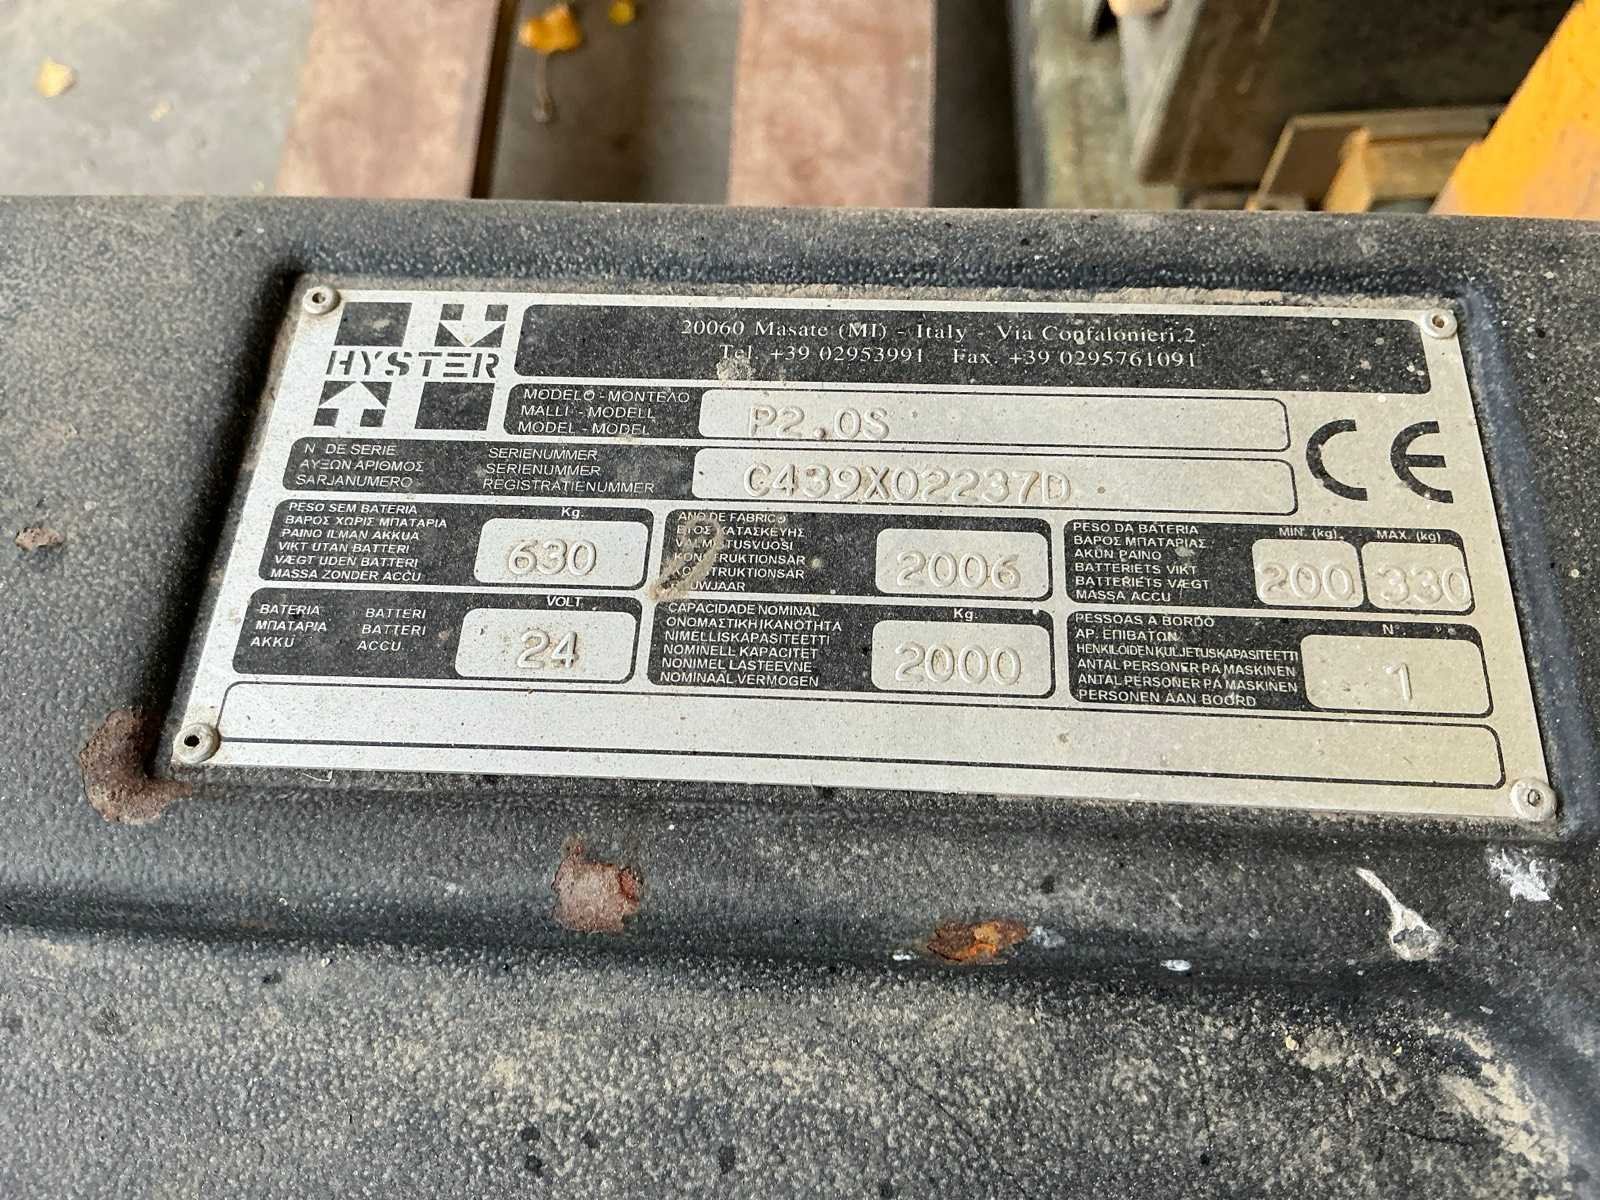 HYSTER
20060 Masate (MI) - Italy - Via Confalonieri,2
Tel. +39 02953991 Fax. +39 0295761091
MODELO - ΜΟΝΤΕΛΟ
MALLI - MODELL
MODEL - MODEL
P2.0S
CE
N DE SERIE SERIENUMMER
ΑΥΞΩΝ ΑΡΙΘΜΟΣ SERIENUMMER
SARJANUMERO REGISTRATIENUMMER
C439X02237D
PESO SEM BATERIA
ΒΑΡΟΣ ΧΩΡΙΣ ΜΠΑΤΑΡΙΑ
PAINO ILMAN AKKUA
VIKT UTAN BATTERI
VÆGT UDEN BATTERI
MASSA ZONDER ACCU
Kg.
630
ANO DE FABRICO
ΕΤΟΣ ΚΑΤΑΣΚΕΥΗΣ
VALMISTUSVUOSI
KONSTRUKTIONSÅR
KONSTRUKTIONSÅR
BOUWJAAR
2006
PESO DA BATERIA
ΒΑΡΟΣ ΜΠΑΤΑΡΙΑΣ
AKÜN PAINO
BATTERIETS VIKT
BATTERIETS VÆGT
MASSA ACCU
MIN. (kg)
200
MAX. (kg)
330
BATERIA BATTERI
ΜΠΑΤΑΡΙΑ BATTERI
AKKU ACCU
VOLT
24
CAPACIDADE NOMINAL
ΟΝΟΜΑΣΤΙΚΗ ΙΚΑΝΟΤΗΤΑ
NIMELLISKAPASITEETTI
NOMINELL KAPACITET
NONIMEL LASTEEVNE
NOMINAAL VERMOGEN
Kg.
2000
PESSOAS A BORDO
ΑΡ. ΕΠΙΒΑΤΩΝ
HENKILÖIDEN KULJETUSKAPASITEETTI
ANTAL PERSONER PÅ MASKINEN
ANTAL PERSONER PÅ MASKINEN
PERSONEN AAN BOORD
N°
1